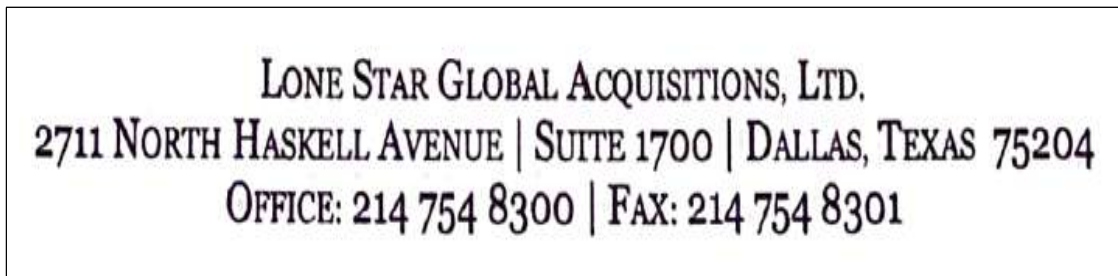 Lone Star Global Acquisitions, Ltd.
2711 North Haskell Avenue | Suite 1700 | Dallas, Texas 75204
Office: 214 754 8300 | Fax: 214 754 8301